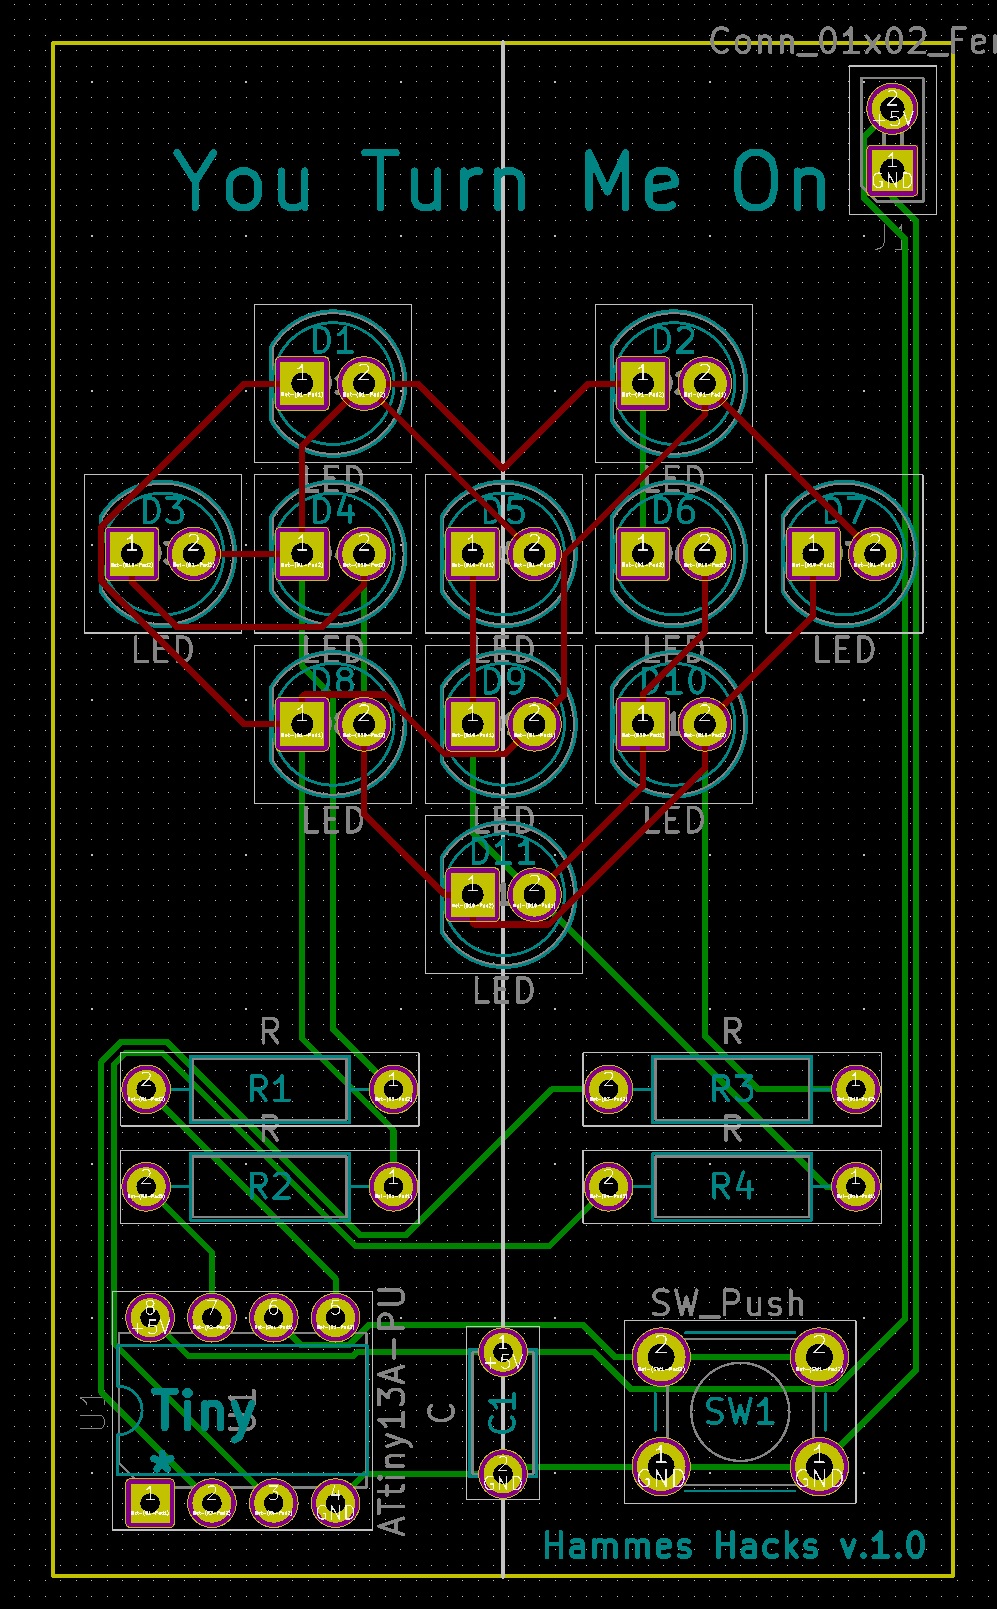 Conn_01x02_Fer
2
+5V
1
GND
J1
You Turn Me On
D1
D2
1 2
1 2
LED
LED
D3 D4 D5 D6 D7
1 2 1 2 1 2 1 2 1 2
LED LED LED LED LED
D8 D9 D10
1 2 1 2 1 2
LED LED LED
D11
1 2
LED
R R
2 R1 1 2 R3 1
R R
2 R2 1 2 R4 1
SW_Push
8 7 6 5
+5V
1
+5V
2 2
U1
Tiny
*
ATtiny13A-PU
C
C1
SW1
2
GND
1 1
GND GND
1 2 3 4
GND
Hammes Hacks v.1.0